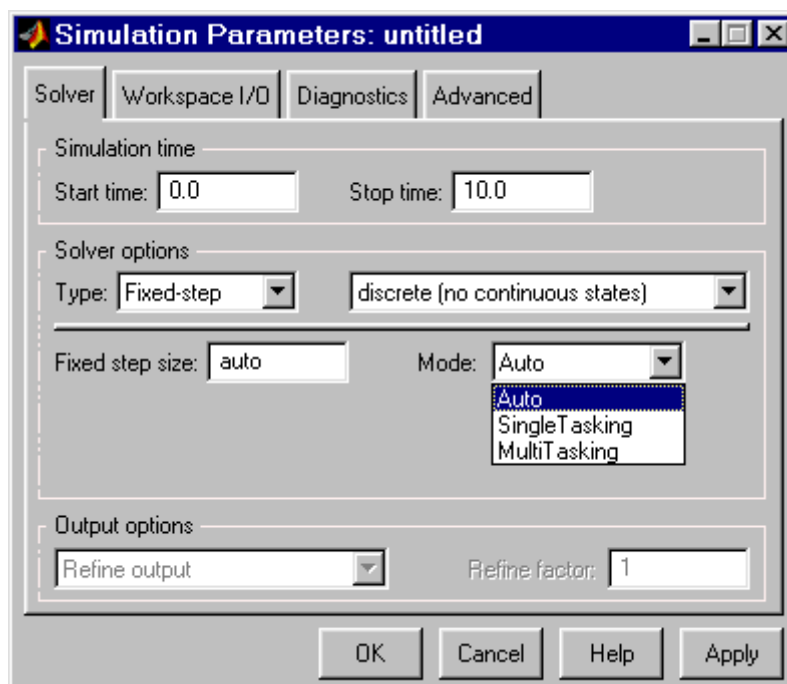 Simulation Parameters: untitled
Solver Workspace I/O Diagnostics Advanced
Simulation time
Start time: 0.0 Stop time: 10.0
Solver options
Type: Fixed-step discrete (no continuous states)
Fixed step size: auto Mode: Auto
Auto
SingleTasking
MultiTasking
Output options
Refine output Refine factor: 1
OK Cancel Help Apply